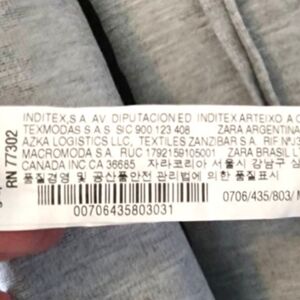 RN 77302
INDITEX,S.A. AV. DIPUTACION ED. INDITEX ARTEIXO A C
TEXMODAS S A S SIC 900 123 408 ZARA ARGENTINA
AZKA LOGISTICS LLC, TEXTILES ZANZIBAR S.A. RIF Nº J3
MACROMODA S.A. RUC 1792159105001 ZARA BRASIL L
CANADA INC.CA 36685 자라코리아 서울시 강남구 삼
품질경영 및 공산품안전 관리법에 의한 품질표시
0706/435/803/
00706435803031